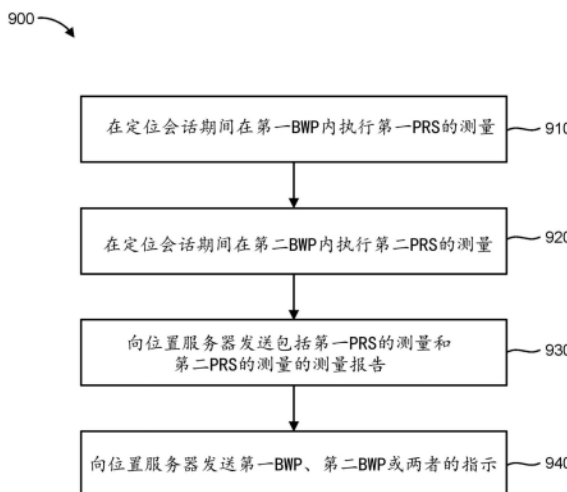 900
在定位会话期间在第一BWP内执行第一PRS的测量
910
在定位会话期间在第二BWP内执行第二PRS的测量
920
向位置服务器发送包括第一PRS的测量和
第二PRS的测量的测量报告
930
向位置服务器发送第一BWP、第二BWP或两者的指示
940